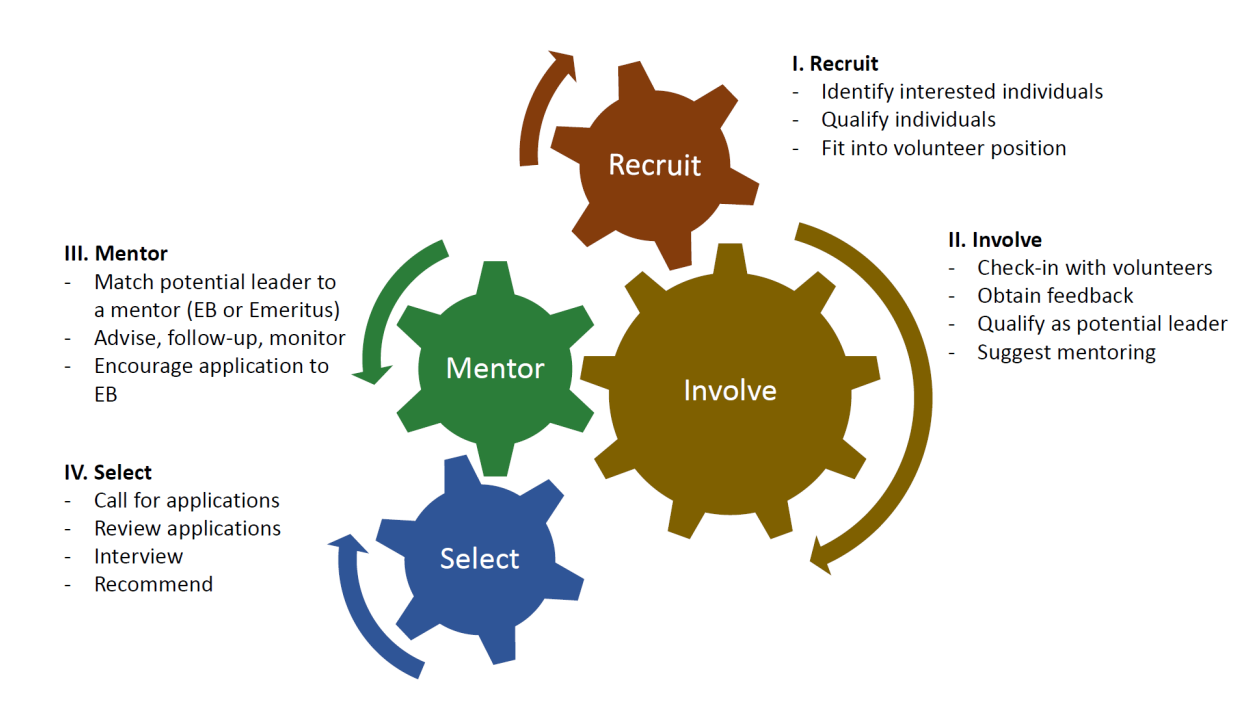 I. Recruit
- Identify interested individuals
- Qualify individuals
- Fit into volunteer position
Recruit
II. Involve
- Check-in with volunteers
- Obtain feedback
- Qualify as potential leader
- Suggest mentoring
Involve
III. Mentor
- Match potential leader to
a mentor (EB or Emeritus)
- Advise, follow-up, monitor
- Encourage application to
EB
Mentor
IV. Select
- Call for applications
- Review applications
- Interview
- Recommend
Select